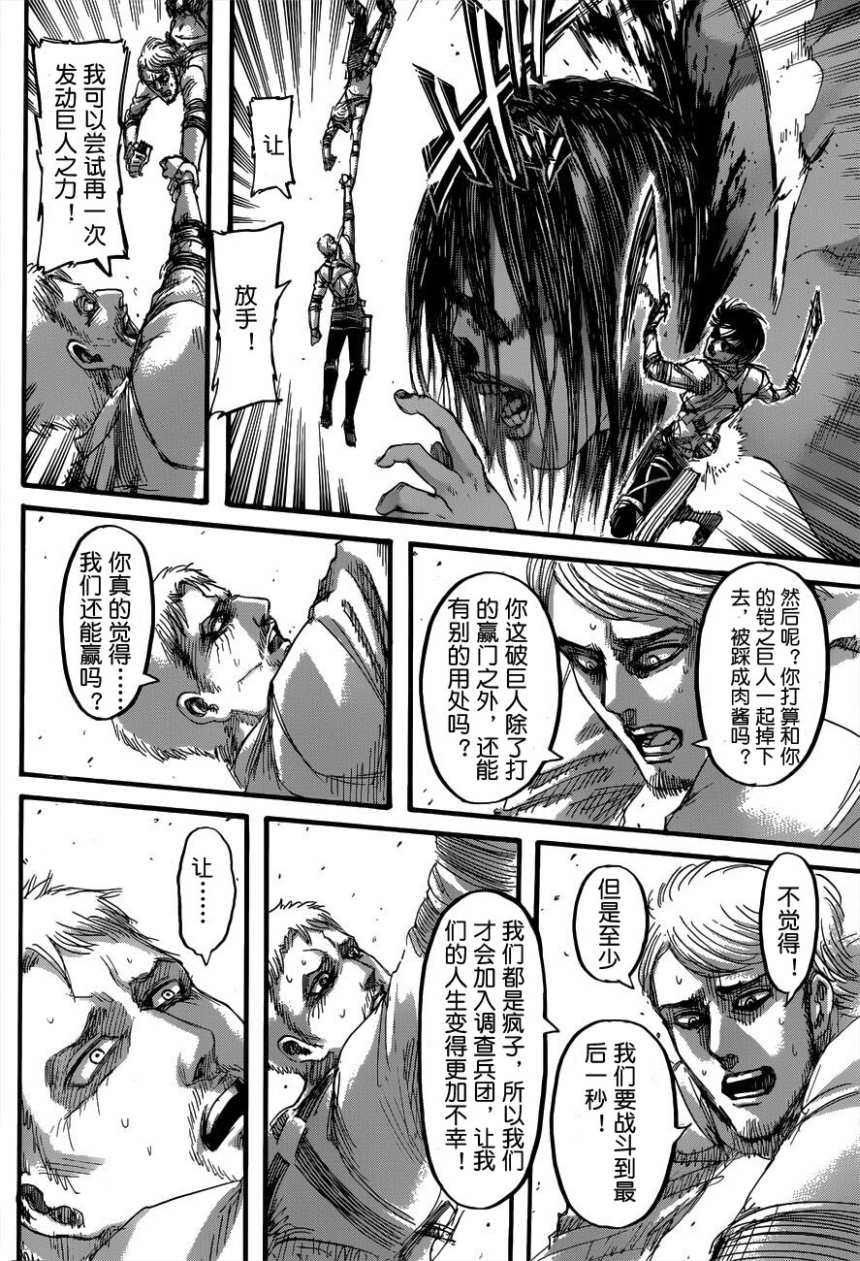 让
放手！
我可以尝试再一次
发动巨人之力！
然后呢？你打算和你
的铠之巨人一起掉下
去，被踩成肉酱吗？
你这破巨人除了打
的赢门之外，还能
有别的用处吗？
你真的觉得……
我们还能赢吗？
不觉得！
但是至少
我们要战斗到最
后一秒！
我们都是疯子，所以我们
才会加入调查兵团，让我
们的人生变得更加不幸！
让……